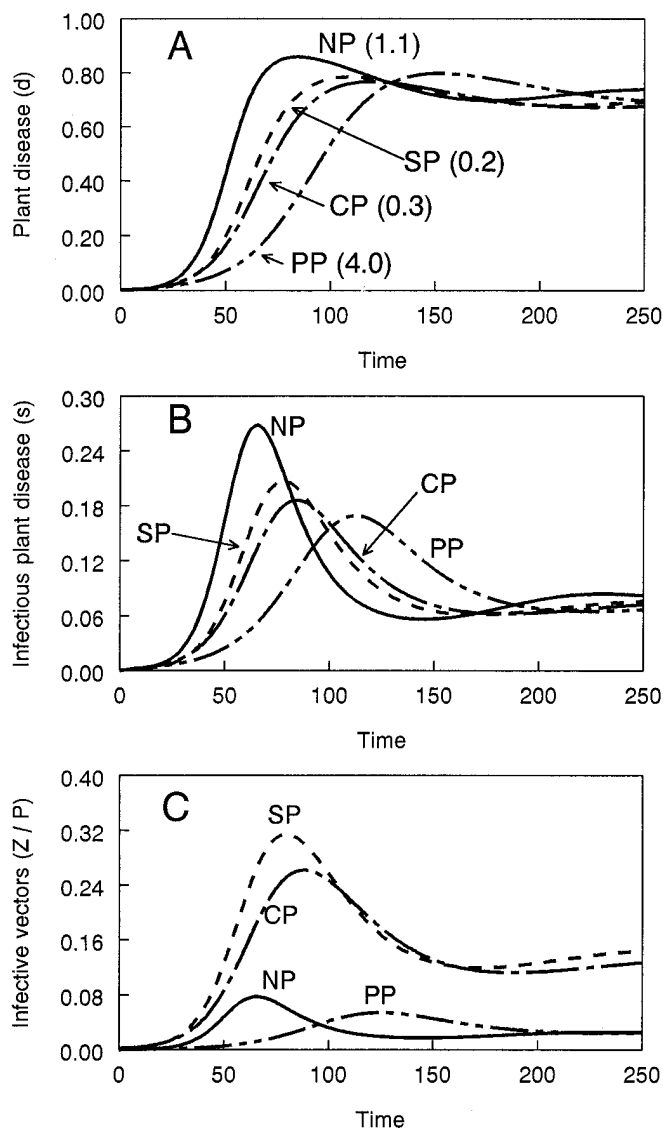 A
NP (1.1)
SP (0.2)
CP (0.3)
PP (4.0)
Plant disease (d)
1.00
0.80
0.60
0.40
0.20
0.00
0 50 100 150 200 250
Time
B
NP
SP
CP
PP
Infectious plant disease (s)
0.30
0.24
0.18
0.12
0.06
0.00
0 50 100 150 200 250
Time
C
SP
CP
NP
PP
Infective vectors (Z / P)
0.40
0.32
0.24
0.16
0.08
0.00
0 50 100 150 200 250
Time